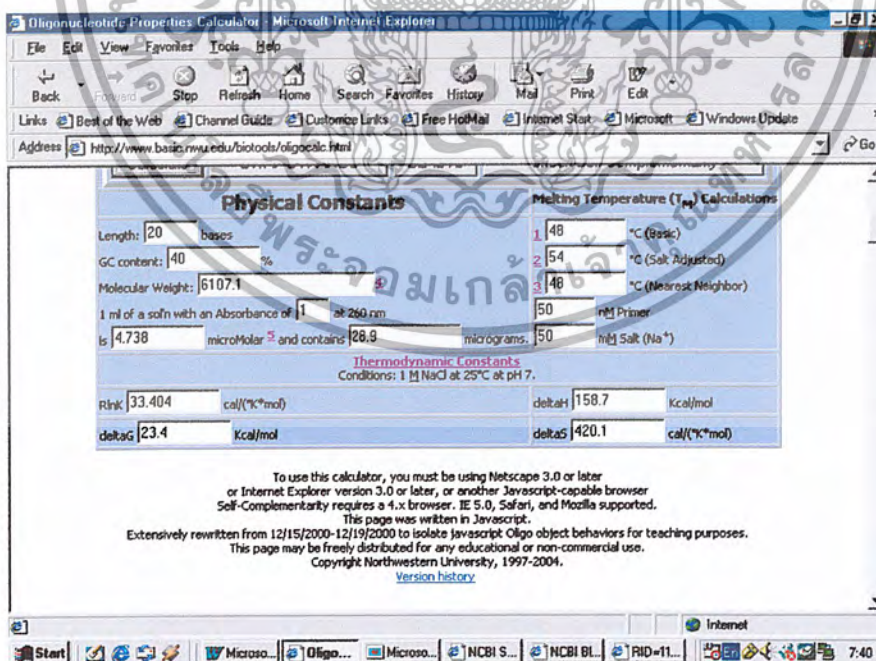 Oligonucleotide Properties Calculator - Microsoft Internet Explorer
File Edit View Favorites Tools Help
Back Forward Stop Refresh Home Search Favorites History Mail Print Edit
Links Best of the Web Channel Guide Customize Links Free HotMail Internet Start Microsoft Windows Update
Address http://www.basic.nwu.edu/biotools/oligocalc.html Go
Physical Constants Melting Temperature (TM) Calculations
Length: 20 bases 1 48 °C (Basic)
GC content: 40 % 2 54 °C (Salt Adjusted)
Molecular Weight: 6107.1 3 48 °C (Nearest Neighbor)
1 ml of a sol'n with an Absorbance of 1 at 260 nm 50 nM Primer
is 4.738 microMolar 5 and contains 28.9 micrograms. 50 mM Salt (Na+)
Thermodynamic Constants
Conditions: 1 M NaCl at 25°C at pH 7.
RlnK 33.404 cal/(°K*mol) deltaH 158.7 Kcal/mol
deltaG 23.4 Kcal/mol deltaS 420.1 cal/(°K*mol)
To use this calculator, you must be using Netscape 3.0 or later
or Internet Explorer version 3.0 or later, or another Javascript-capable browser
Self-Complementarity requires a 4.x browser. IE 5.0, Safari, and Mozilla supported.
This page was written in Javascript.
Extensively rewritten from 12/15/2000-12/19/2000 to isolate javascript Oligo object behaviors for teaching purposes.
This page may be freely distributed for any educational or non-commercial use.
Copyright Northwestern University, 1997-2004.
Version history
Internet
Start Microso... Oligo... Microso... NCBI S... NCBI Bl... RID=11... En 7:40